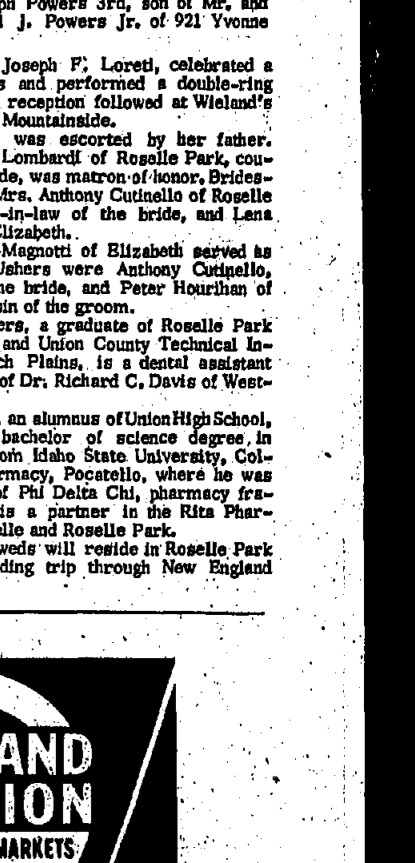 ph Powers 3rd, son of Mr. and
l J. Powers Jr. of 921 Yvonne
Joseph F. Loreti, celebrated a
s and performed a double-ring
reception followed at Wieland's
Mountainside.
was escorted by her father.
Lombardi of Roselle Park, cou-
de, was matron of honor. Brides-
Mrs. Anthony Cutinello of Roselle
-in-law of the bride, and Lena
Elizabeth.
Magnotti of Elizabeth served as
Ushers were Anthony Cutinello,
he bride, and Peter Hourihan of
sin of the groom.
ers, a graduate of Roselle Park
and Union County Technical In-
ch Plains, is a dental assistant
of Dr. Richard C. Davis of West-
, an alumnus of Union High School,
bachelor of science degree in
om Idaho State University, Col-
rmacy, Pocatello, where he was
of Phi Delta Chi, pharmacy fra-
is a partner in the Rita Phar-
elle and Roselle Park.
weds will reside in Roselle Park
ding trip through New England
AND
ION
MARKETS